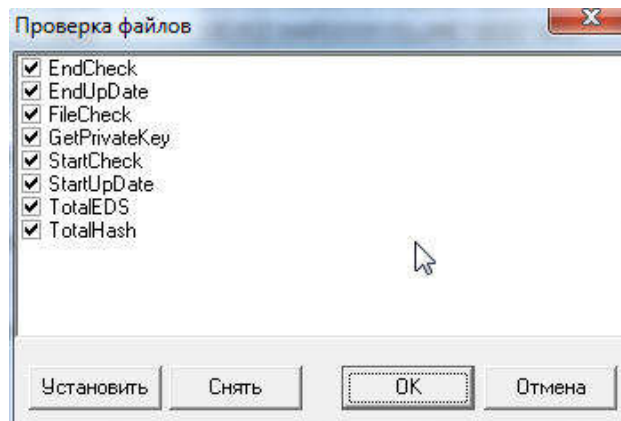 Проверка файлов
EndCheck
EndUpDate
FileCheck
GetPrivateKey
StartCheck
StartUpDate
TotalEDS
TotalHash
Установить Снять OK Отмена